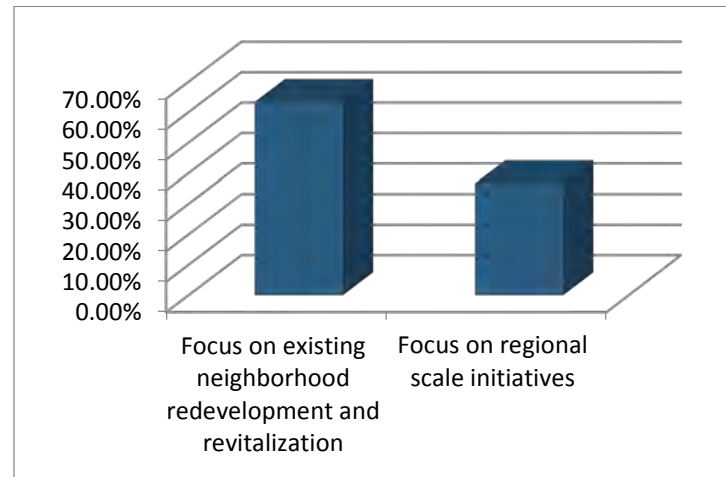 70.00%
60.00%
50.00%
40.00%
30.00%
20.00%
10.00%
0.00%
Focus on existing
neighborhood
redevelopment and
revitalization
Focus on regional
scale initiatives